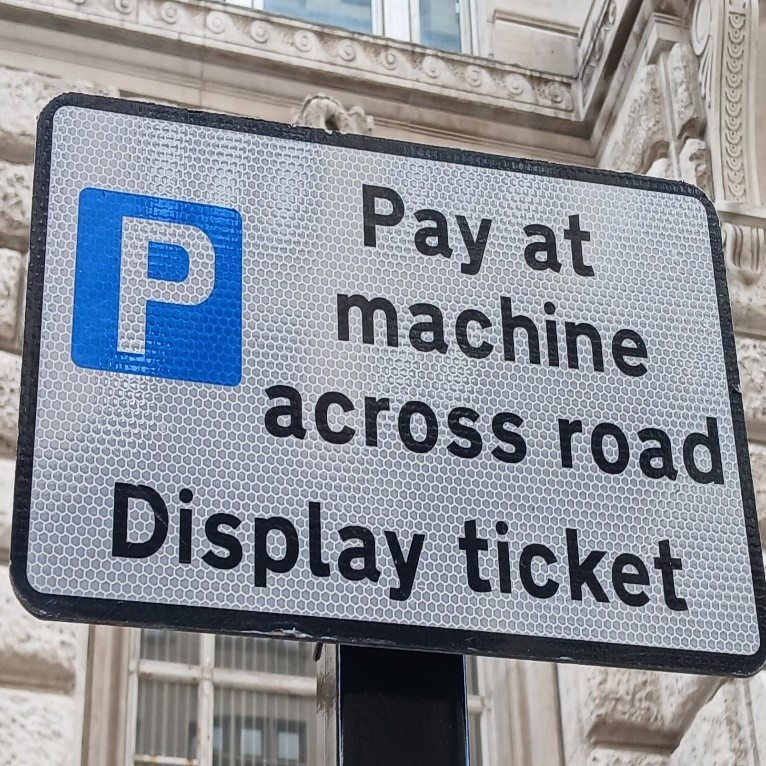 P
Pay at
machine
across road
Display ticket